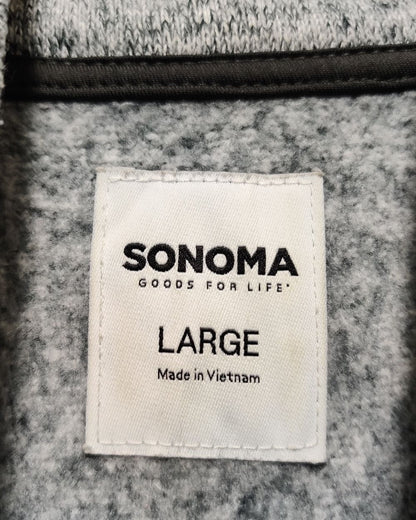 SONOMA
GOODS FOR LIFE•
LARGE
Made in Vietnam